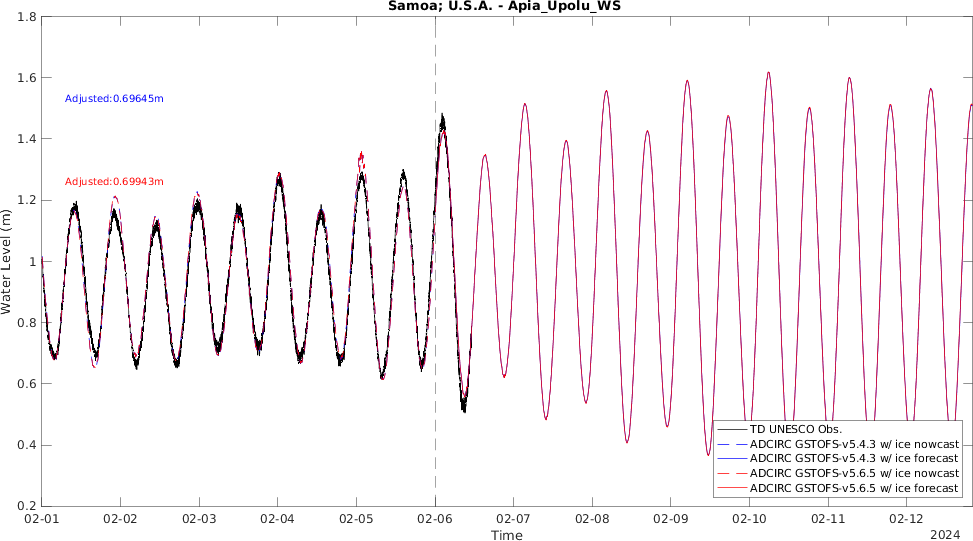 Samoa; U.S.A. - Apia_Upolu_WS
1.8
1.6
1.4
1.2
1
0.8
0.6
0.4
0.2
Water Level (m)
Adjusted:0.69645m
Adjusted:0.69943m
TD UNESCO Obs.
ADCIRC GSTOFS-v5.4.3 w/ ice nowcast
ADCIRC GSTOFS-v5.4.3 w/ ice forecast
ADCIRC GSTOFS-v5.6.5 w/ ice nowcast
ADCIRC GSTOFS-v5.6.5 w/ ice forecast
02-01 02-02 02-03 02-04 02-05 02-06 02-07 02-08 02-09 02-10 02-11 02-12
Time
2024